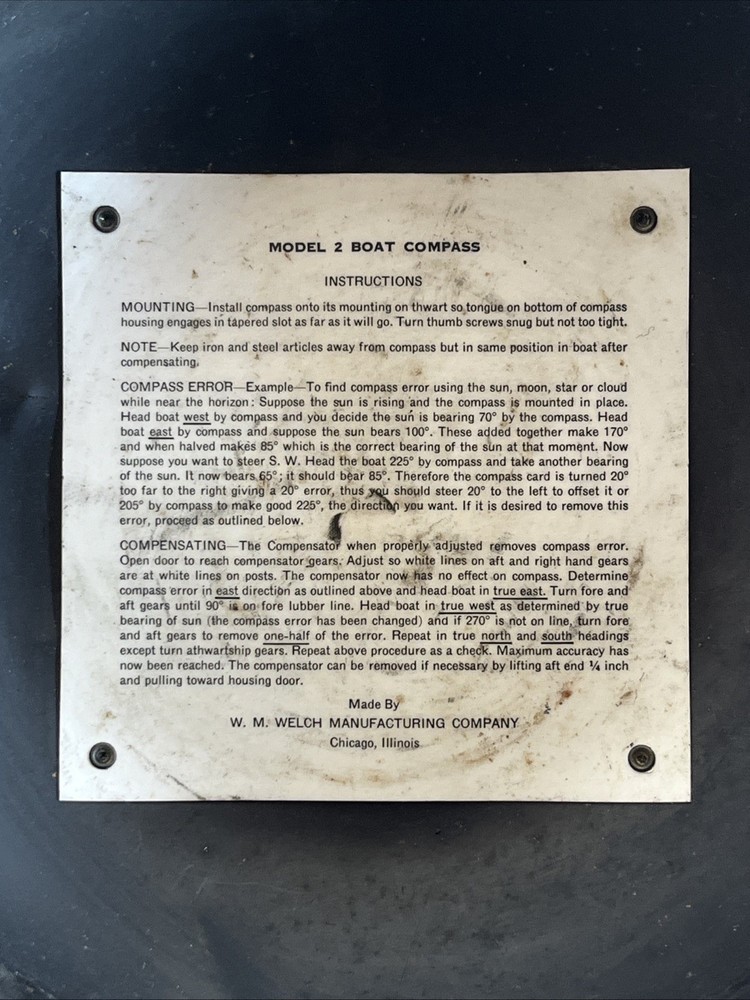 MODEL 2 BOAT COMPASS
INSTRUCTIONS
MOUNTING—Install compass onto its mounting on thwart so tongue on bottom of compass
housing engages in tapered slot as far as it will go. Turn thumb screws snug but not too tight.
NOTE—Keep iron and steel articles away from compass but in same position in boat after
compensating.
COMPASS ERROR—Example—To find compass error using the sun, moon, star or cloud
while near the horizon: Suppose the sun is rising and the compass is mounted in place.
Head boat west by compass and you decide the sun is bearing 70° by the compass. Head
boat east by compass and suppose the sun bears 100°. These added together make 170°
and when halved makes 85° which is the correct bearing of the sun at that moment. Now
suppose you want to steer S. W. Head the boat 225° by compass and take another bearing
of the sun. It now bears 65°; it should bear 85°. Therefore the compass card is turned 20°
too far to the right giving a 20° error, thus you should steer 20° to the left to offset it or
205° by compass to make good 225°, the direction you want. If it is desired to remove this
error, proceed as outlined below.
COMPENSATING—The Compensator when properly adjusted removes compass error.
Open door to reach compensator gears. Adjust so white lines on aft and right hand gears
are at white lines on posts. The compensator now has no effect on compass. Determine
compass error in east direction as outlined above and head boat in true east. Turn fore and
aft gears until 90° is on fore lubber line. Head boat in true west as determined by true
bearing of sun (the compass error has been changed) and if 270° is not on line, turn fore
and aft gears to remove one-half of the error. Repeat in true north and south headings
except turn athwartship gears. Repeat above procedure as a check. Maximum accuracy has
now been reached. The compensator can be removed if necessary by lifting aft end ¼ inch
and pulling toward housing door.
Made By
W. M. WELCH MANUFACTURING COMPANY
Chicago, Illinois